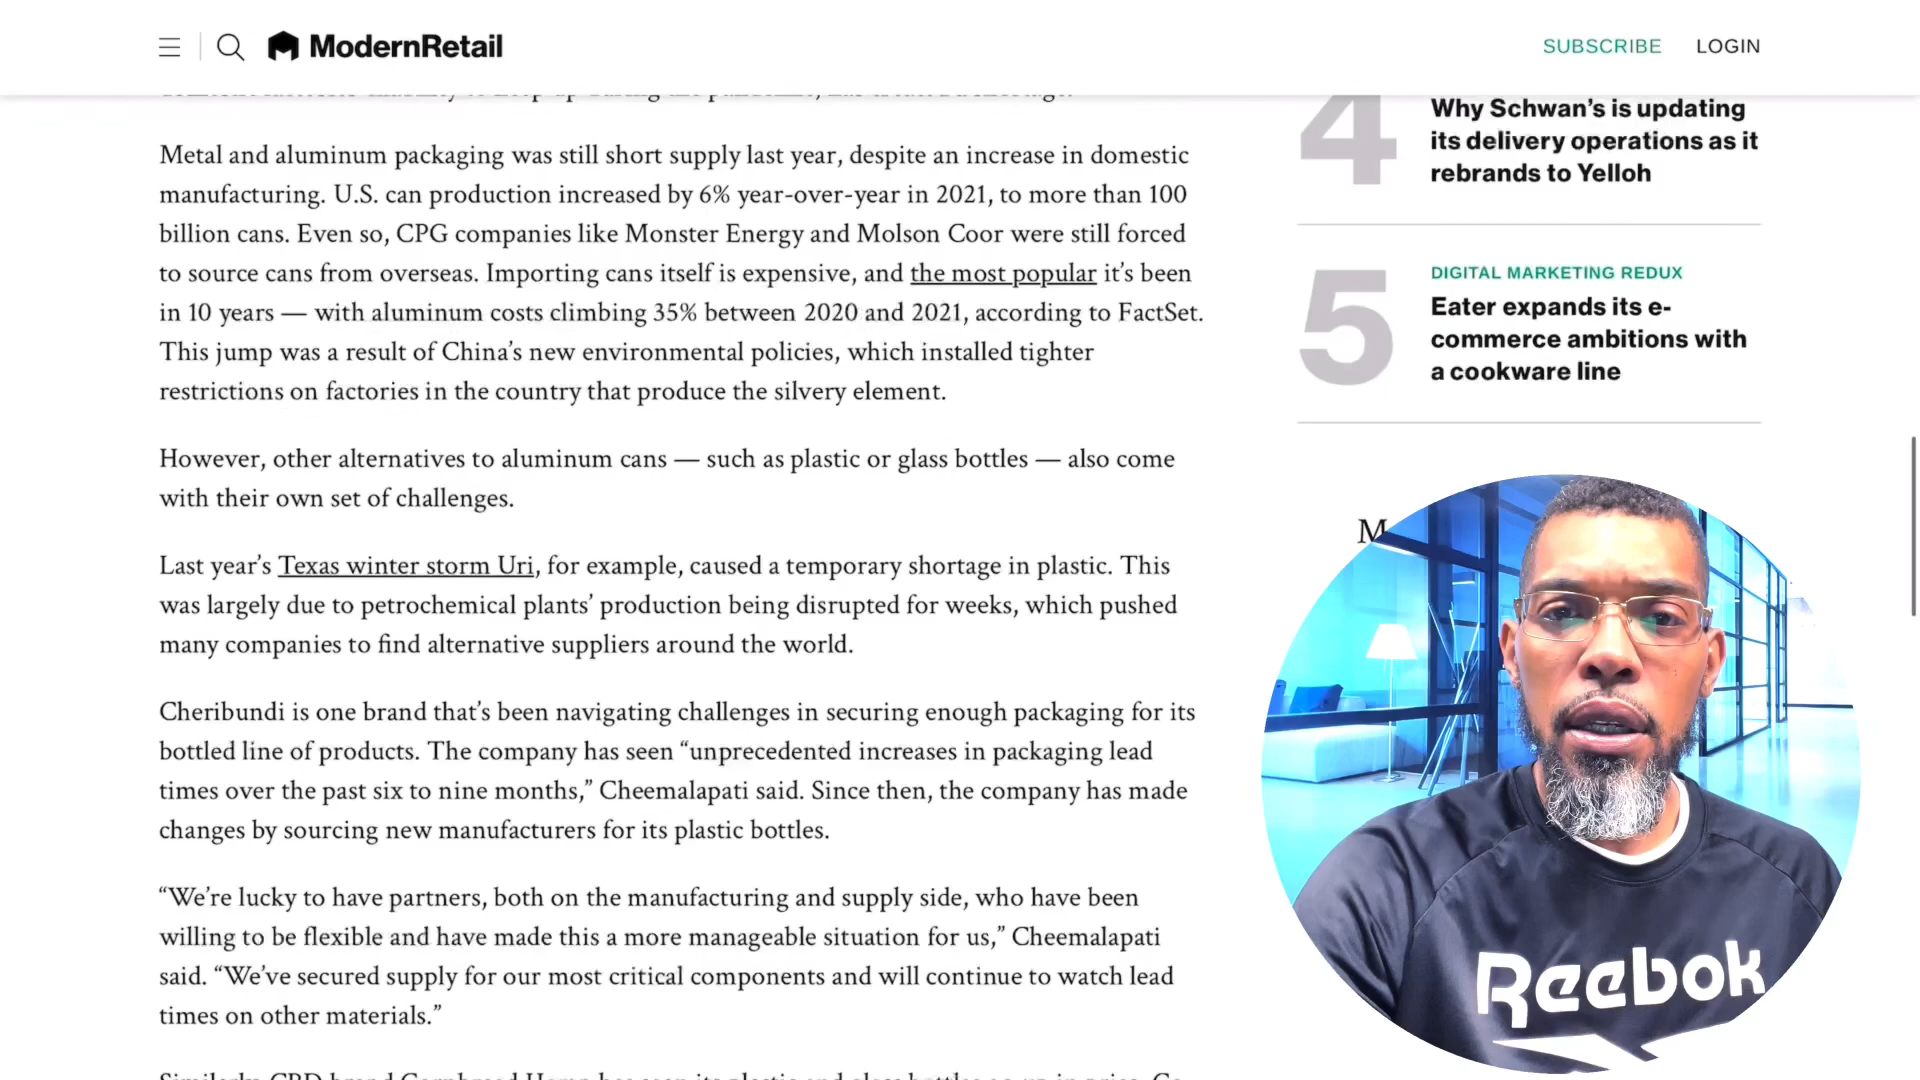 ModernRetail
SUBSCRIBE
LOGIN
Metal and aluminum packaging was still short supply last year, despite an increase in domestic
manufacturing. U.S. can production increased by 6% year-over-year in 2021, to more than 100
billion cans. Even so, CPG companies like Monster Energy and Molson Coor were still forced
to source cans from overseas. Importing cans itself is expensive, and the most popular it’s been
in 10 years — with aluminum costs climbing 35% between 2020 and 2021, according to FactSet.
This jump was a result of China’s new environmental policies, which installed tighter
restrictions on factories in the country that produce the silvery element.
However, other alternatives to aluminum cans — such as plastic or glass bottles — also come
with their own set of challenges.
Last year’s Texas winter storm Uri, for example, caused a temporary shortage in plastic. This
was largely due to petrochemical plants’ production being disrupted for weeks, which pushed
many companies to find alternative suppliers around the world.
Cheribundi is one brand that’s been navigating challenges in securing enough packaging for its
bottled line of products. The company has seen “unprecedented increases in packaging lead
times over the past six to nine months,” Cheemalapati said. Since then, the company has made
changes by sourcing new manufacturers for its plastic bottles.
“We’re lucky to have partners, both on the manufacturing and supply side, who have been
willing to be flexible and have made this a more manageable situation for us,” Cheemalapati
said. “We’ve secured supply for our most critical components and will continue to watch lead
times on other materials.”
4
Why Schwan’s is updating
its delivery operations as it
rebrands to Yelloh
5
DIGITAL MARKETING REDUX
Eater expands its e-
commerce ambitions with
a cookware line
M
Reebok